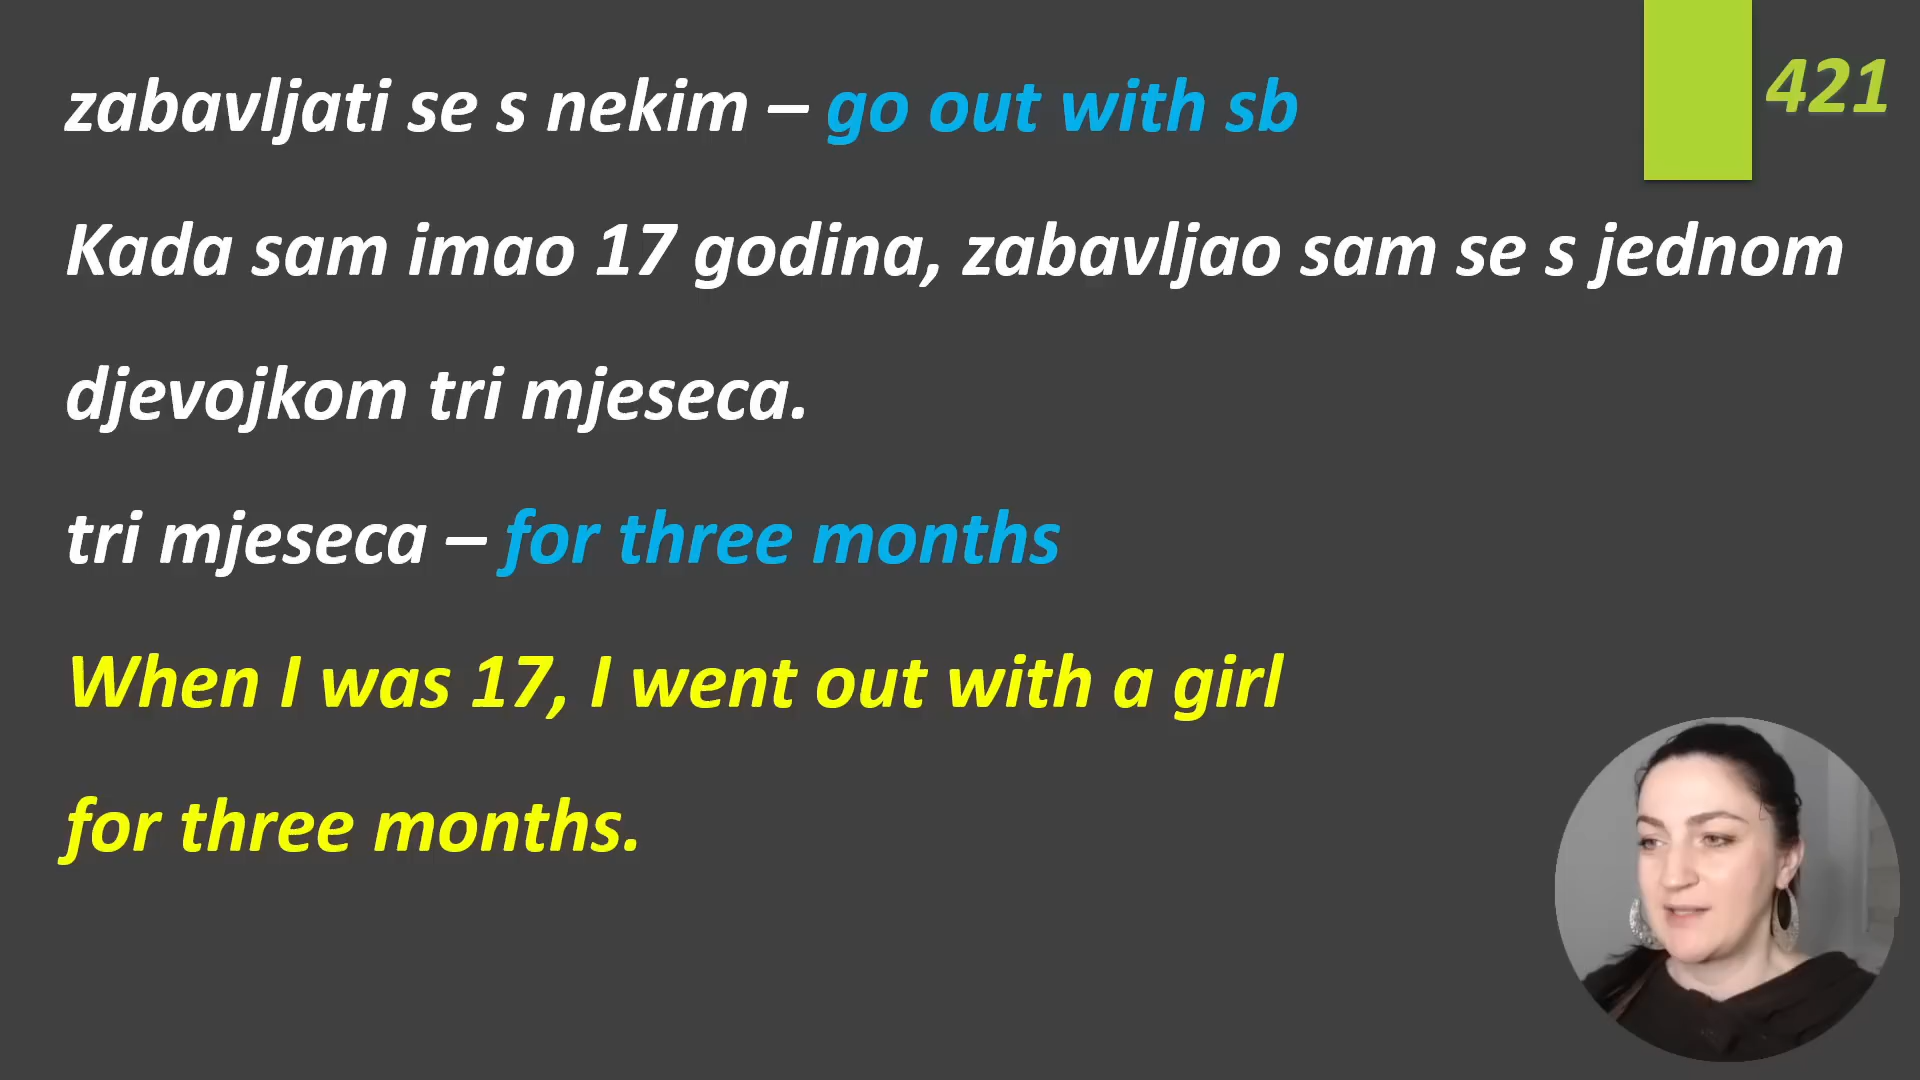 zabavljati se s nekim – go out with sb
421
Kada sam imao 17 godina, zabavljao sam se s jednom
djevojkom tri mjeseca.
tri mjeseca – for three months
When I was 17, I went out with a girl
for three months.